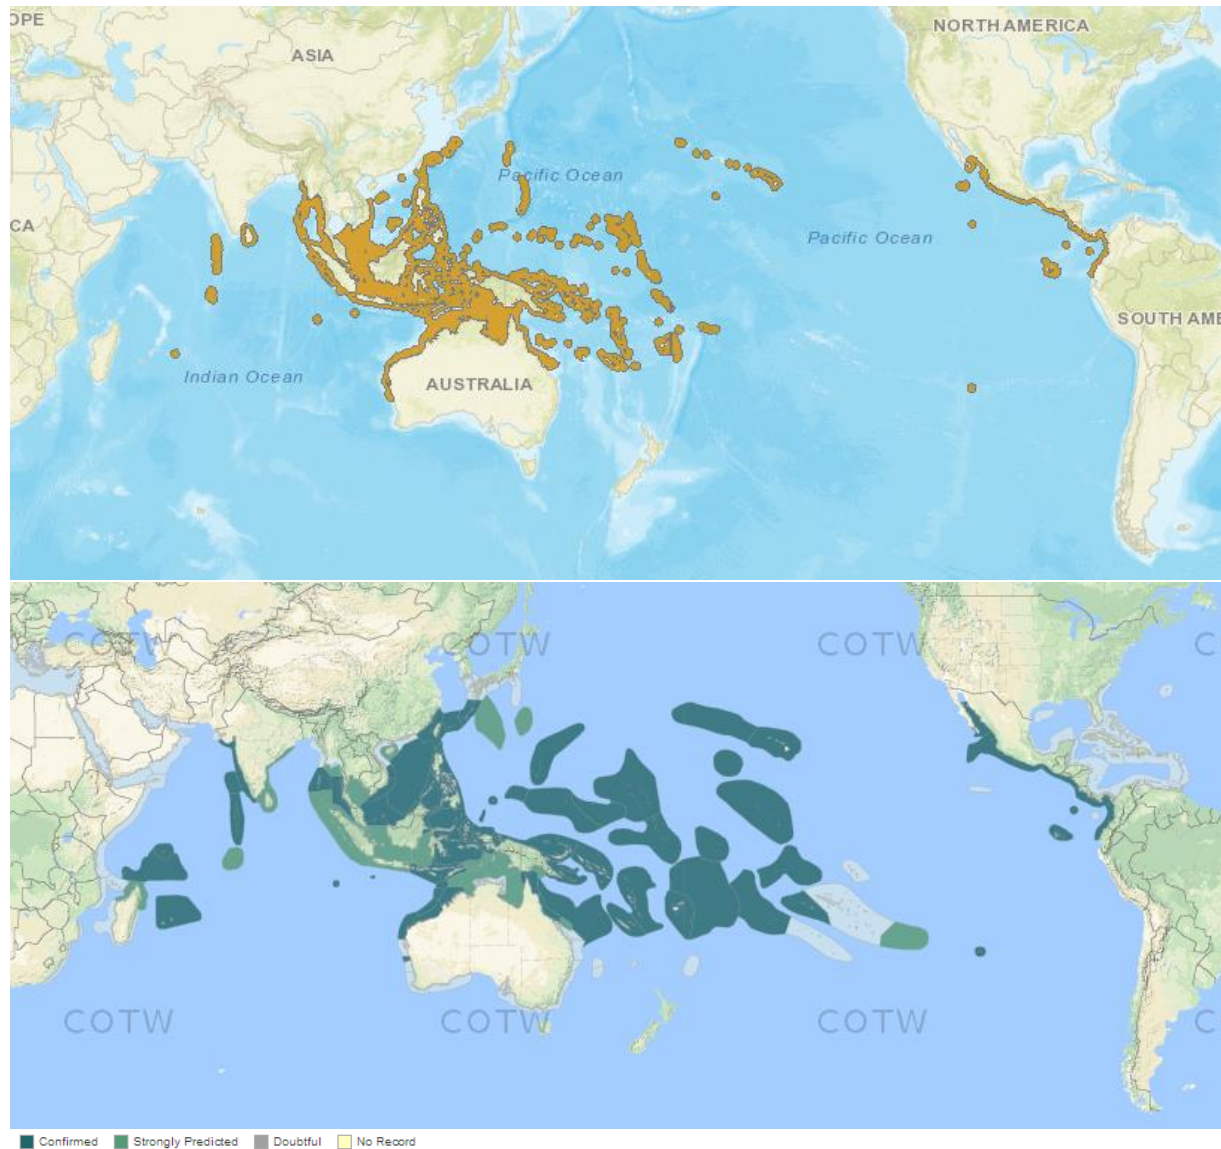 OPE
ASIA
NORTH AMERICA
Pacific Ocean
CA
Pacific Ocean
SOUTH AME
Indian Ocean
AUSTRALIA
COTW COTW COTW C
COTW COTW COTW C
Confirmed Strongly Predicted Doubtful No Record